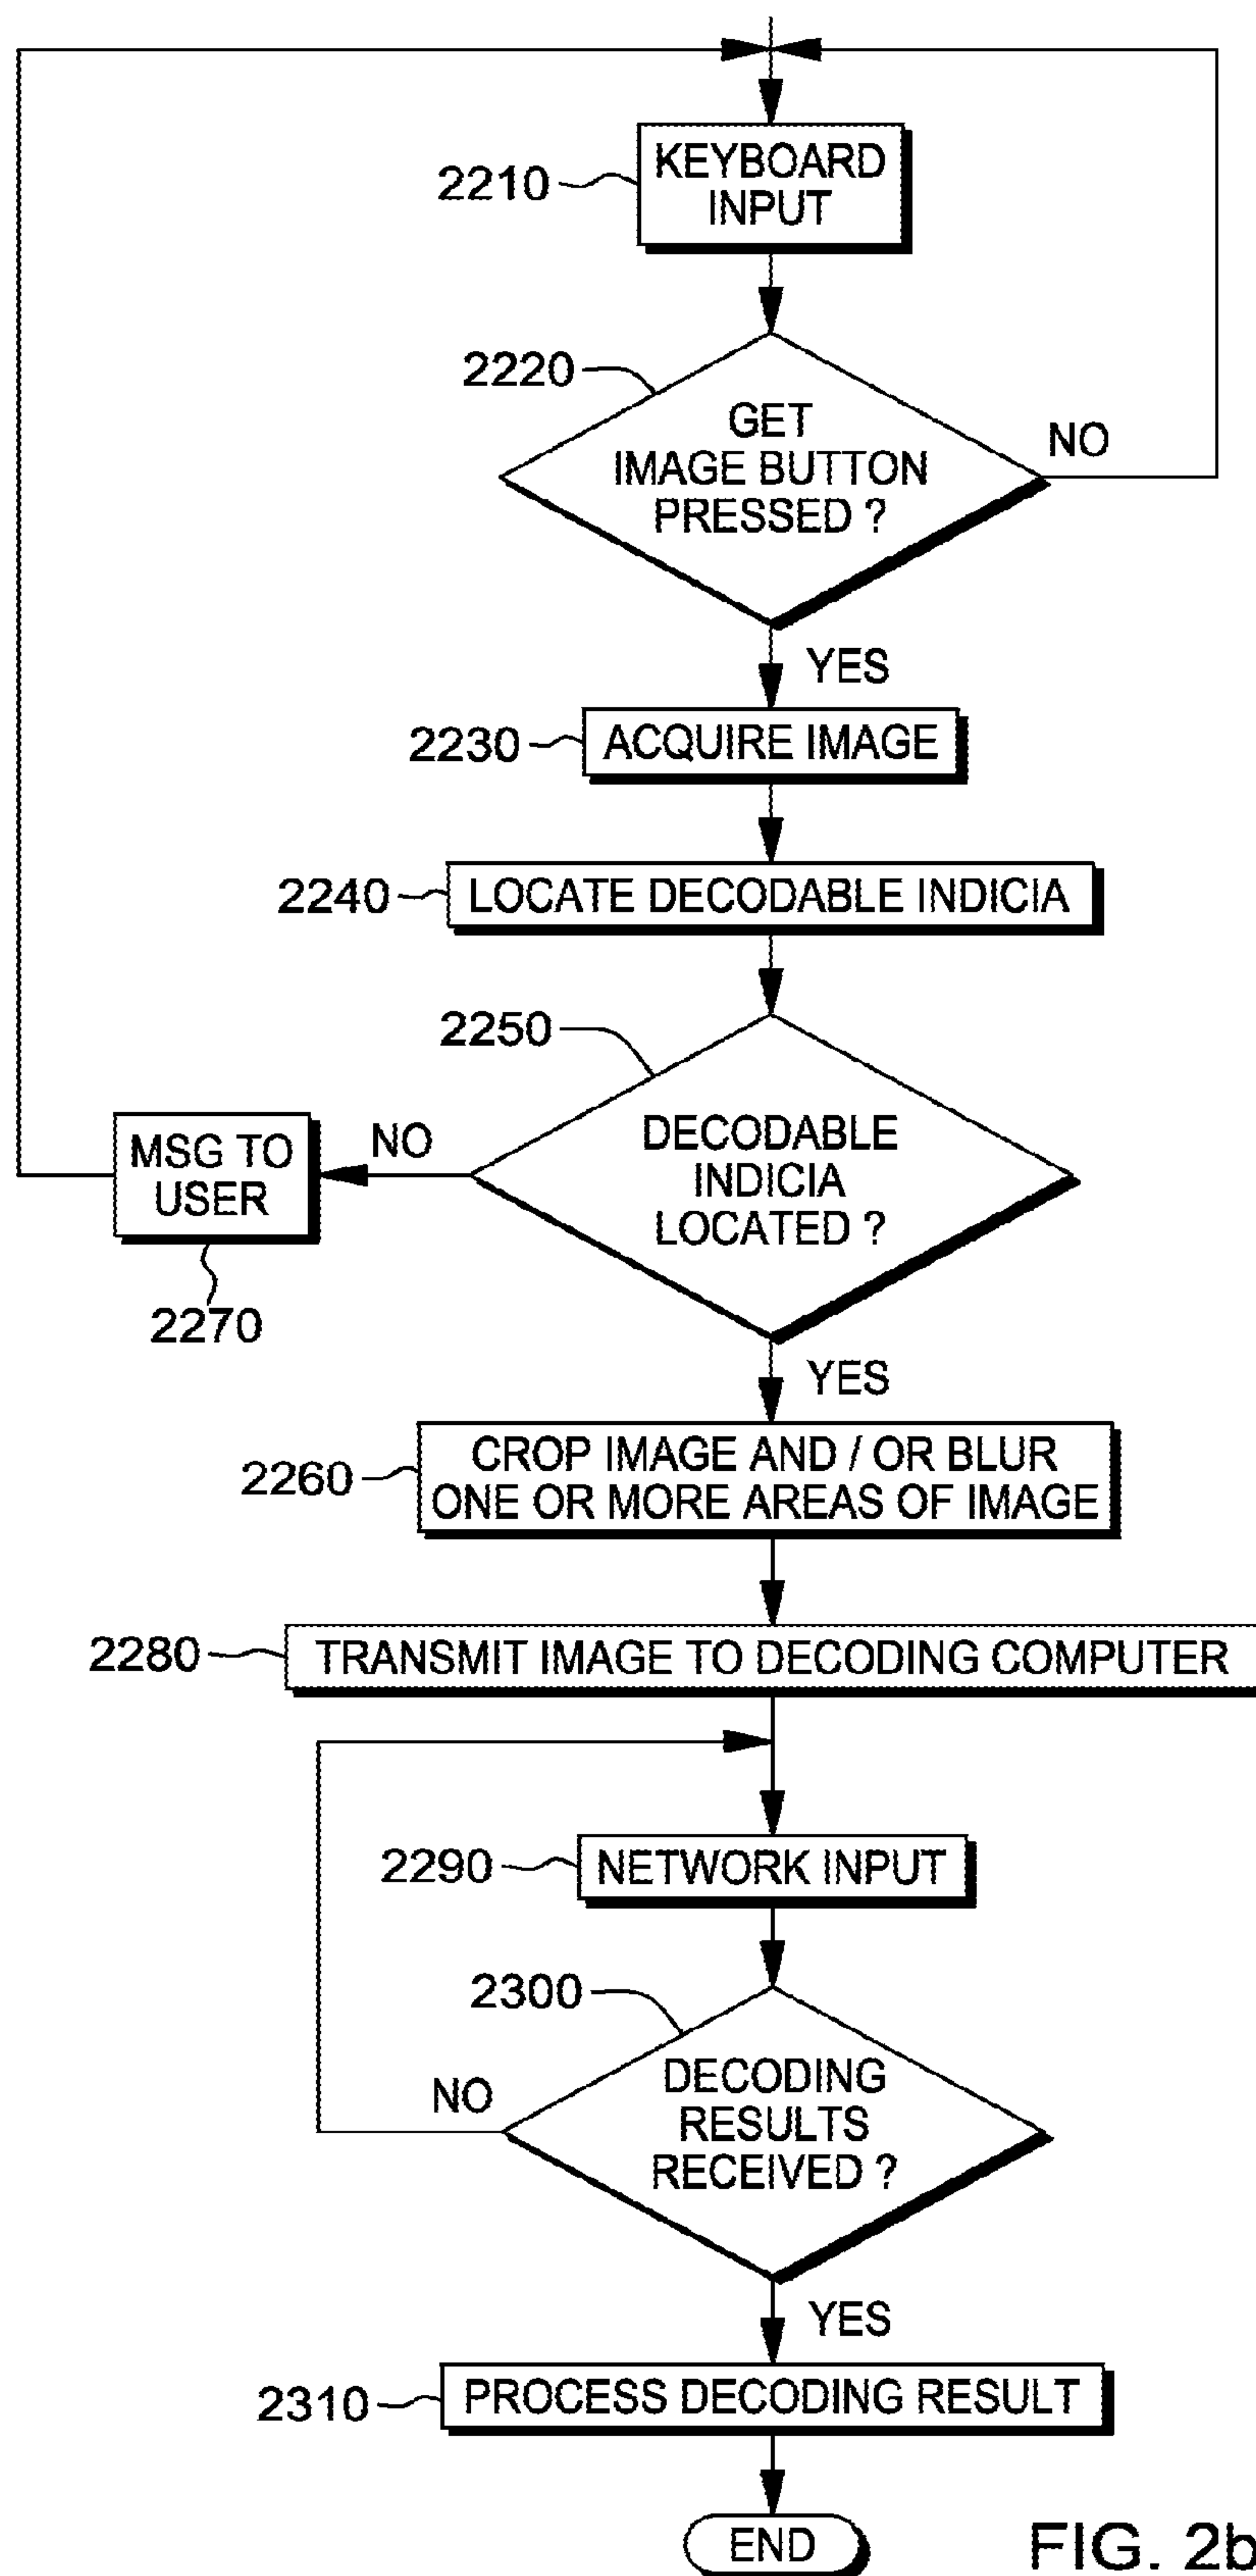 2210
KEYBOARD
INPUT
2220
GET
IMAGE BUTTON
PRESSED ?
NO
YES
2230
ACQUIRE IMAGE
2240
LOCATE DECODABLE INDICIA
2250
DECODABLE
INDICIA
LOCATED ?
NO
MSG TO
USER
2270
YES
2260
CROP IMAGE AND / OR BLUR
ONE OR MORE AREAS OF IMAGE
2280
TRANSMIT IMAGE TO DECODING COMPUTER
2290
NETWORK INPUT
2300
DECODING
RESULTS
RECEIVED ?
NO
YES
2310
PROCESS DECODING RESULT
END
FIG. 2b